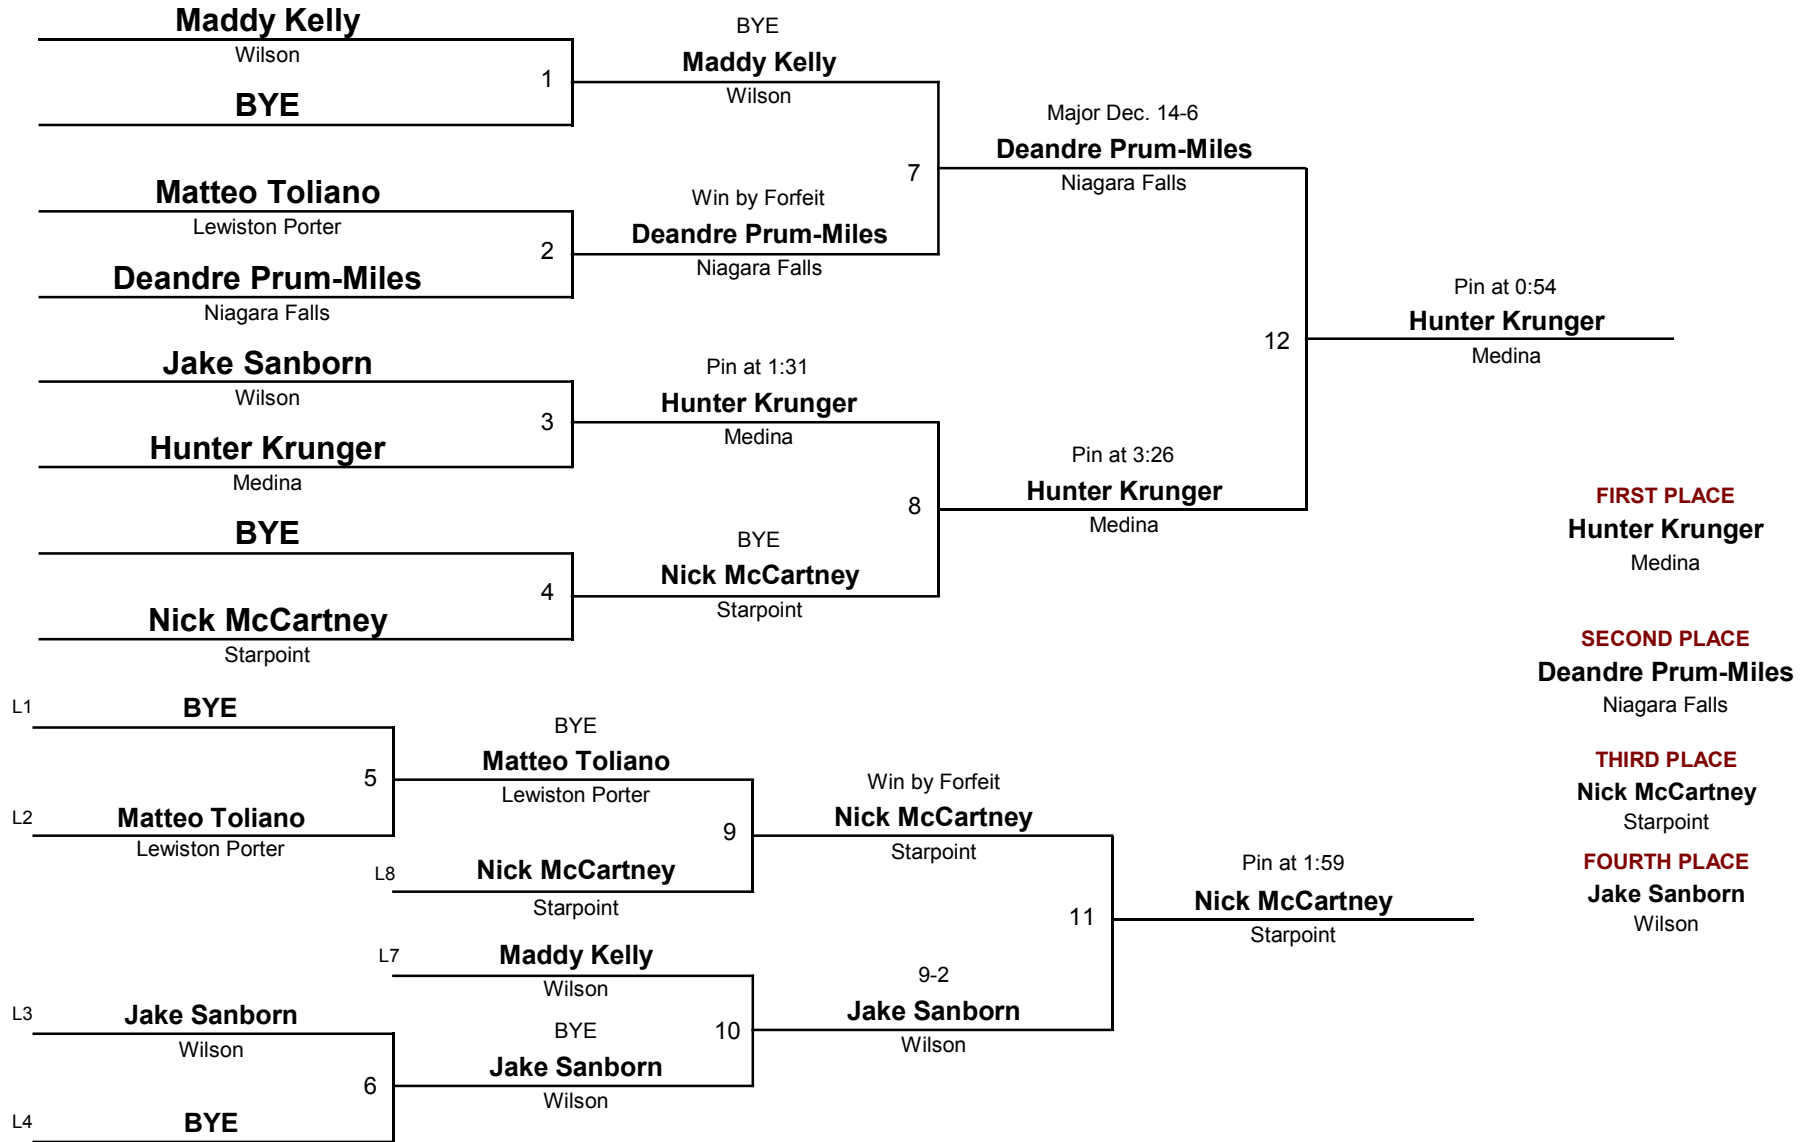 Maddy Kelly
Wilson
1
BYE
Matteo Toliano
Lewiston Porter
2
Deandre Prum-Miles
Niagara Falls
Jake Sanborn
Wilson
3
Hunter Krunger
Medina
BYE
4
Nick McCartney
Starpoint
BYE
Maddy Kelly
Wilson
7
Win by Forfeit
Deandre Prum-Miles
Niagara Falls
Pin at 1:31
Hunter Krunger
Medina
8
BYE
Nick McCartney
Starpoint
Major Dec. 14-6
Deandre Prum-Miles
Niagara Falls
12
Pin at 3:26
Hunter Krunger
Medina
Pin at 0:54
Hunter Krunger
Medina
L1
BYE
5
L2
Matteo Toliano
Lewiston Porter
L3
Jake Sanborn
Wilson
6
L4
BYE
BYE
Matteo Toliano
Lewiston Porter
9
L8
Nick McCartney
Starpoint
L7
Maddy Kelly
Wilson
10
BYE
Jake Sanborn
Wilson
Win by Forfeit
Nick McCartney
Starpoint
11
9-2
Jake Sanborn
Wilson
Pin at 1:59
Nick McCartney
Starpoint
FIRST PLACE
Hunter Krunger
Medina
SECOND PLACE
Deandre Prum-Miles
Niagara Falls
THIRD PLACE
Nick McCartney
Starpoint
FOURTH PLACE
Jake Sanborn
Wilson